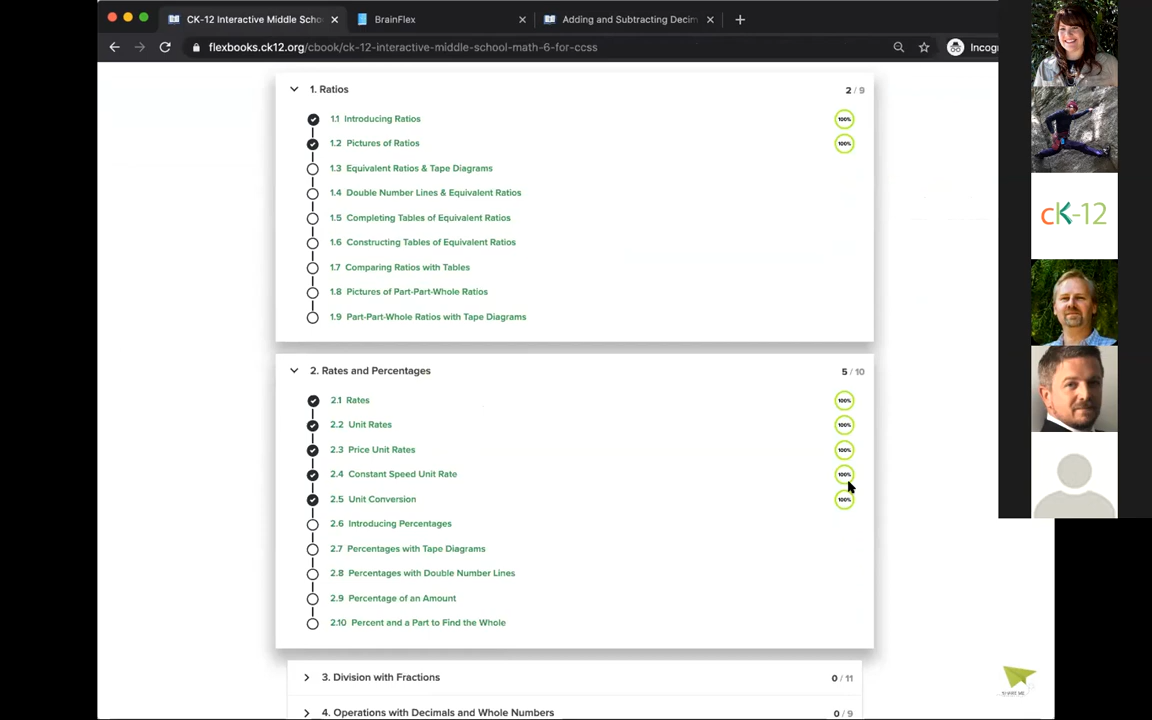 CK-12 Interactive Middle Schoo
BrainFlex
Adding and Subtracting Decim
flexbooks.ck12.org/cbook/ck-12-interactive-middle-school-math-6-for-ccss
Incog
1. Ratios 2 / 9
1.1 Introducing Ratios 100%
1.2 Pictures of Ratios 100%
1.3 Equivalent Ratios & Tape Diagrams
1.4 Double Number Lines & Equivalent Ratios
1.5 Completing Tables of Equivalent Ratios
1.6 Constructing Tables of Equivalent Ratios
1.7 Comparing Ratios with Tables
1.8 Pictures of Part-Part-Whole Ratios
1.9 Part-Part-Whole Ratios with Tape Diagrams
2. Rates and Percentages 5 / 10
2.1 Rates 100%
2.2 Unit Rates 100%
2.3 Price Unit Rates 100%
2.4 Constant Speed Unit Rate 100%
2.5 Unit Conversion 100%
2.6 Introducing Percentages
2.7 Percentages with Tape Diagrams
2.8 Percentages with Double Number Lines
2.9 Percentage of an Amount
2.10 Percent and a Part to Find the Whole
3. Division with Fractions 0 / 11
4. Operations with Decimals and Whole Numbers 0 / 9
cK-12